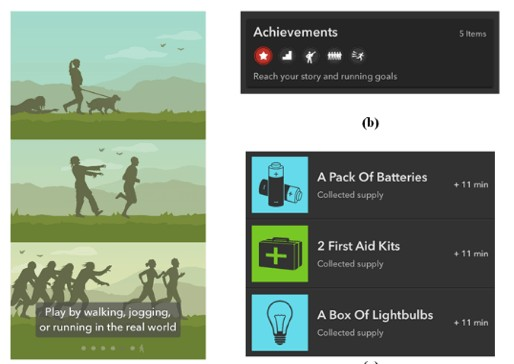 Play by walking, jogging,
or running in the real world
Achievements
5 Items
Reach your story and running goals
(b)
A Pack Of Batteries
Collected supply
+ 11 min
2 First Aid Kits
Collected supply
+ 11 min
A Box Of Lightbulbs
Collected supply
+ 11 min